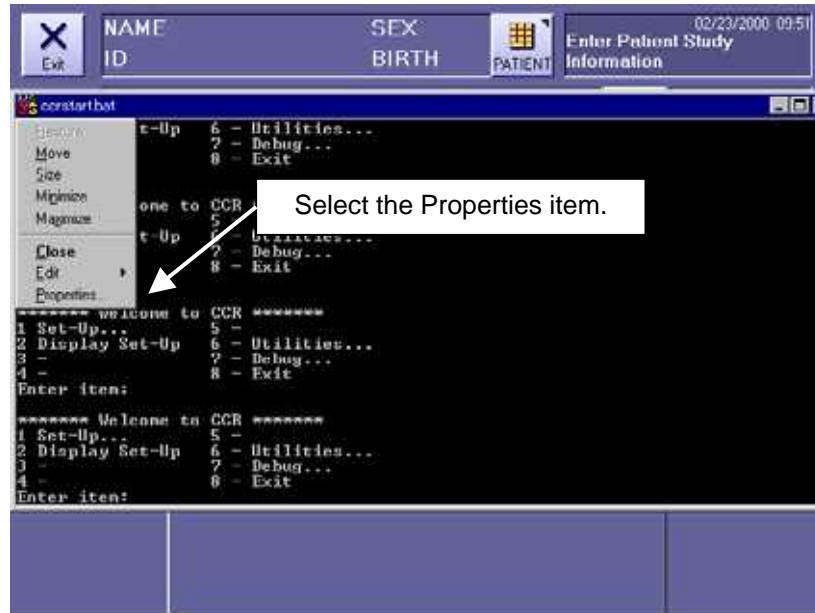 NAME SEX
ID BIRTH
Exit
PATIENT
02/23/2000 09:51
Enter Patient Study
Information
ccrstart.bat
Restore
Move
Size
Minimize
Maximize
Close
Edit
Properties...
t-Up 6 - Utilities...
7 - Debug...
8 - Exit
ome to CCR
5 -
t-Up 6 - Utilities...
7 - Debug...
8 - Exit
Select the Properties item.
******* Welcome to CCR *******
1 Set-Up... 5 -
2 Display Set-Up 6 - Utilities...
3 - 7 - Debug...
4 - 8 - Exit
Enter item:
******* Welcome to CCR *******
1 Set-Up... 5 -
2 Display Set-Up 6 - Utilities...
3 - 7 - Debug...
4 - 8 - Exit
Enter item: